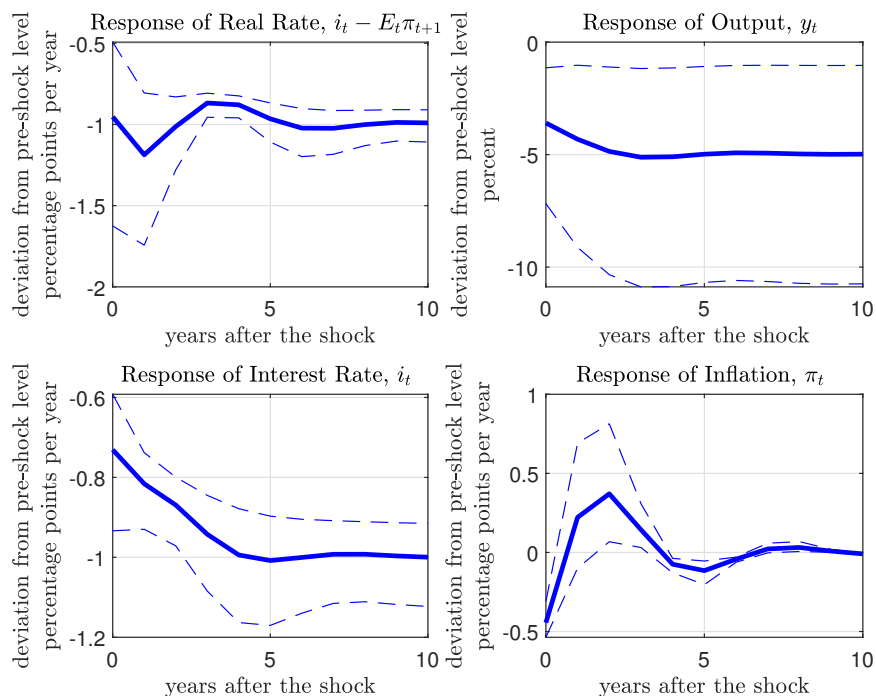 Response of Real Rate, $i_t - E_t\pi_{t+1}$
deviation from pre-shock level
percentage points per year
-0.5
-1
-1.5
-2
0
5
10
years after the shock
Response of Output, $y_t$
deviation from pre-shock level
percent
0
-5
-10
0
5
10
years after the shock
Response of Interest Rate, $i_t$
deviation from pre-shock level
percentage points per year
-0.6
-0.8
-1
-1.2
0
5
10
years after the shock
Response of Inflation, $\pi_t$
deviation from pre-shock level
percentage points per year
1
0.5
0
-0.5
0
5
10
years after the shock